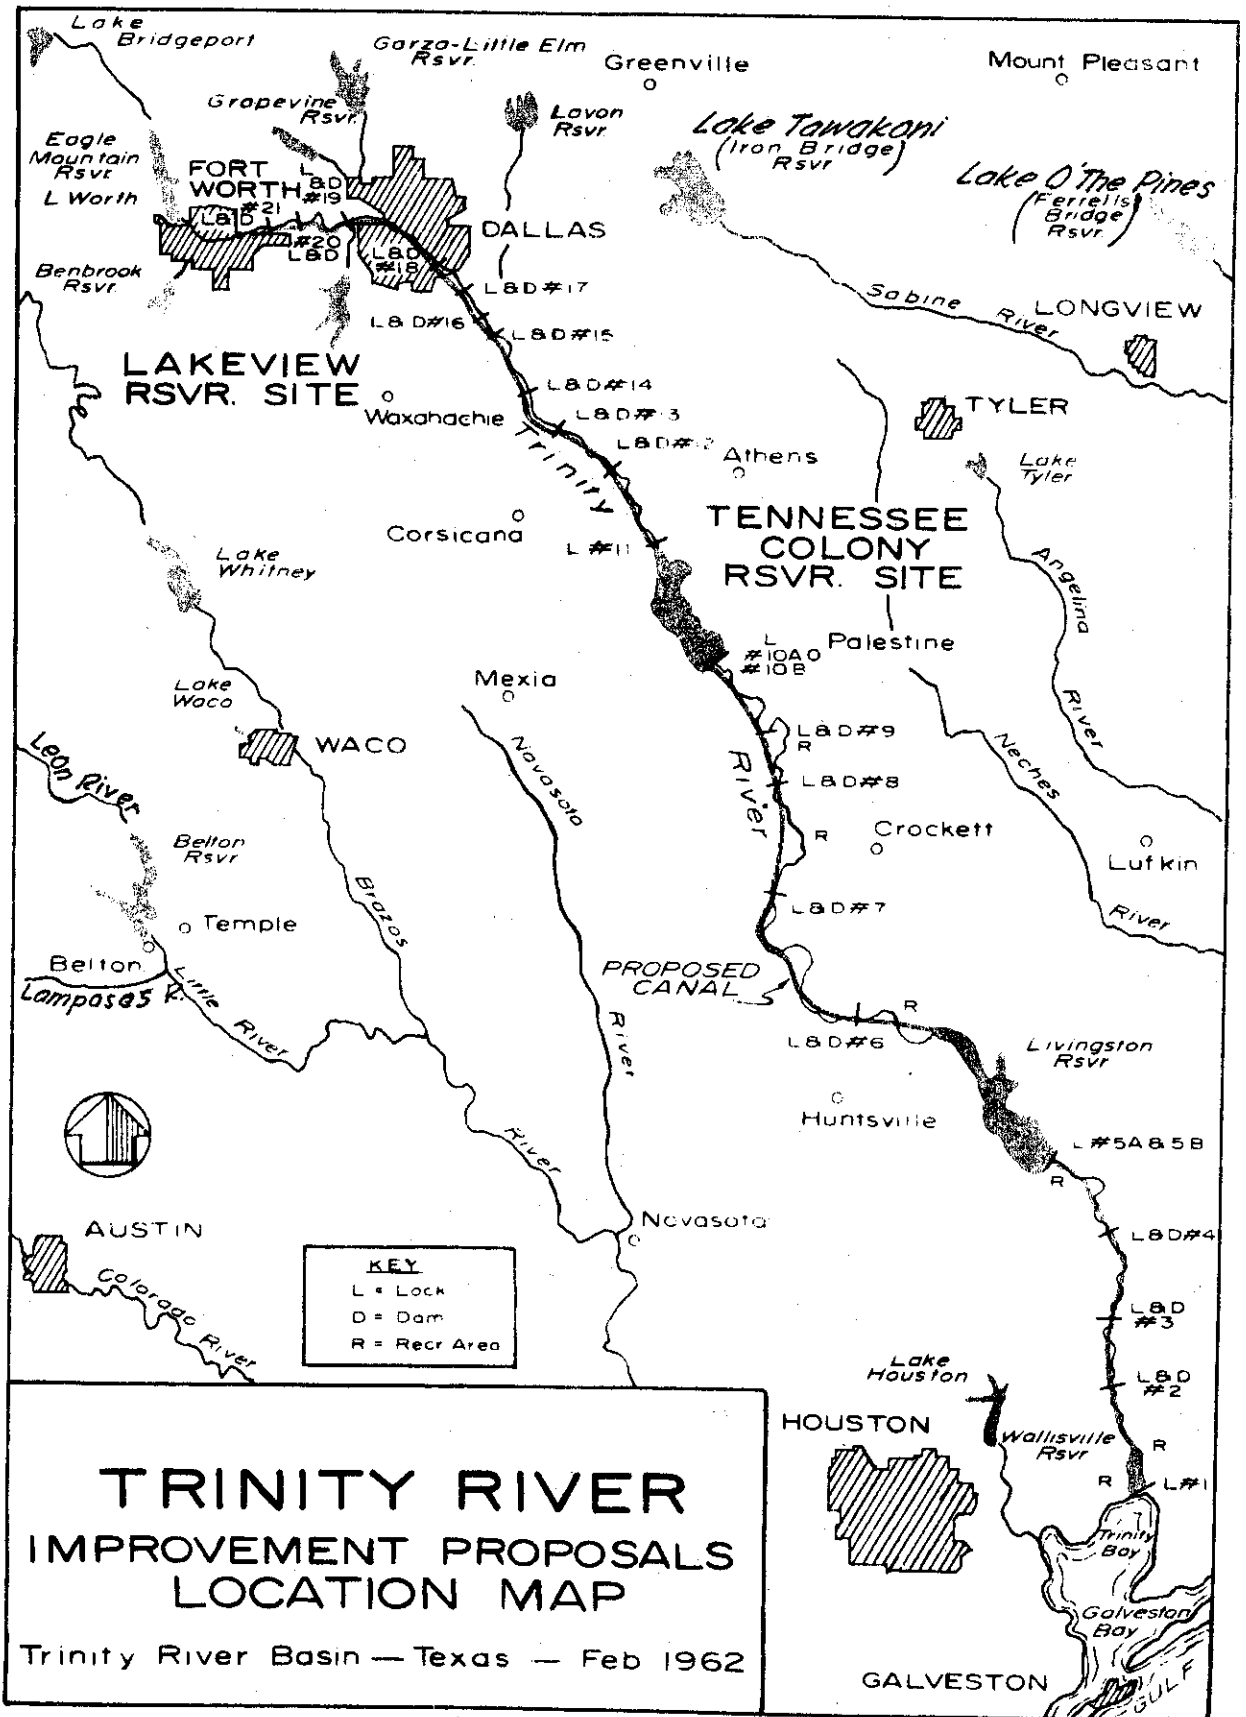 Lake
Bridgeport
Garza-Little Elm
Rsvr.
Greenville
Mount Pleasant
Grapevine
Rsvr.
Lavon
Rsvr.
Lake Tawakoni
(Iron Bridge)
Rsvr
Lake O'The Pines
(Ferrells
Bridge
Rsvr.)
Eagle
Mountain
Rsvr
L Worth
FORT
WORTH
L&D
#21
L
&D
#19
#20
L&D
DALLAS
L&D
#18
Benbrook
Rsvr.
L&D#17
L&D#16
L&D#15
Sabine
River
LONGVIEW
LAKEVIEW
RSVR. SITE
L&D#14
Waxahachie
L&D#13
L&D#12
TYLER
Trinity
Athens
Lake
Tyler
Corsicana
L #11
TENNESSEE
COLONY
RSVR. SITE
Lake
Whitney
Angelina
River
L
#10A
#10B
Palestine
Mexia
Lake
Waco
WACO
L&D#9
R
Navasota
River
Neches
River
Leon River
River
L&D#8
R
Crockett
Lufkin
Belton
Rsvr
Brazos
L&D#7
Temple
Belton
Lampasas R.
Little
River
PROPOSED
CANAL
R
L&D#6
Livingston
Rsvr
Huntsville
River
L #5A & 5B
R
Navasota
L&D#4
AUSTIN
Colorado River
KEY
L = Lock
D = Dam
R = Recr Area
L&D
#3
Lake
Houston
L&D
#2
HOUSTON
Wallisville
Rsvr
R
R
L#1
Trinity
Bay
Galveston
Bay
GALVESTON
GULF
TRINITY RIVER
IMPROVEMENT PROPOSALS
LOCATION MAP
Trinity River Basin — Texas — Feb 1962